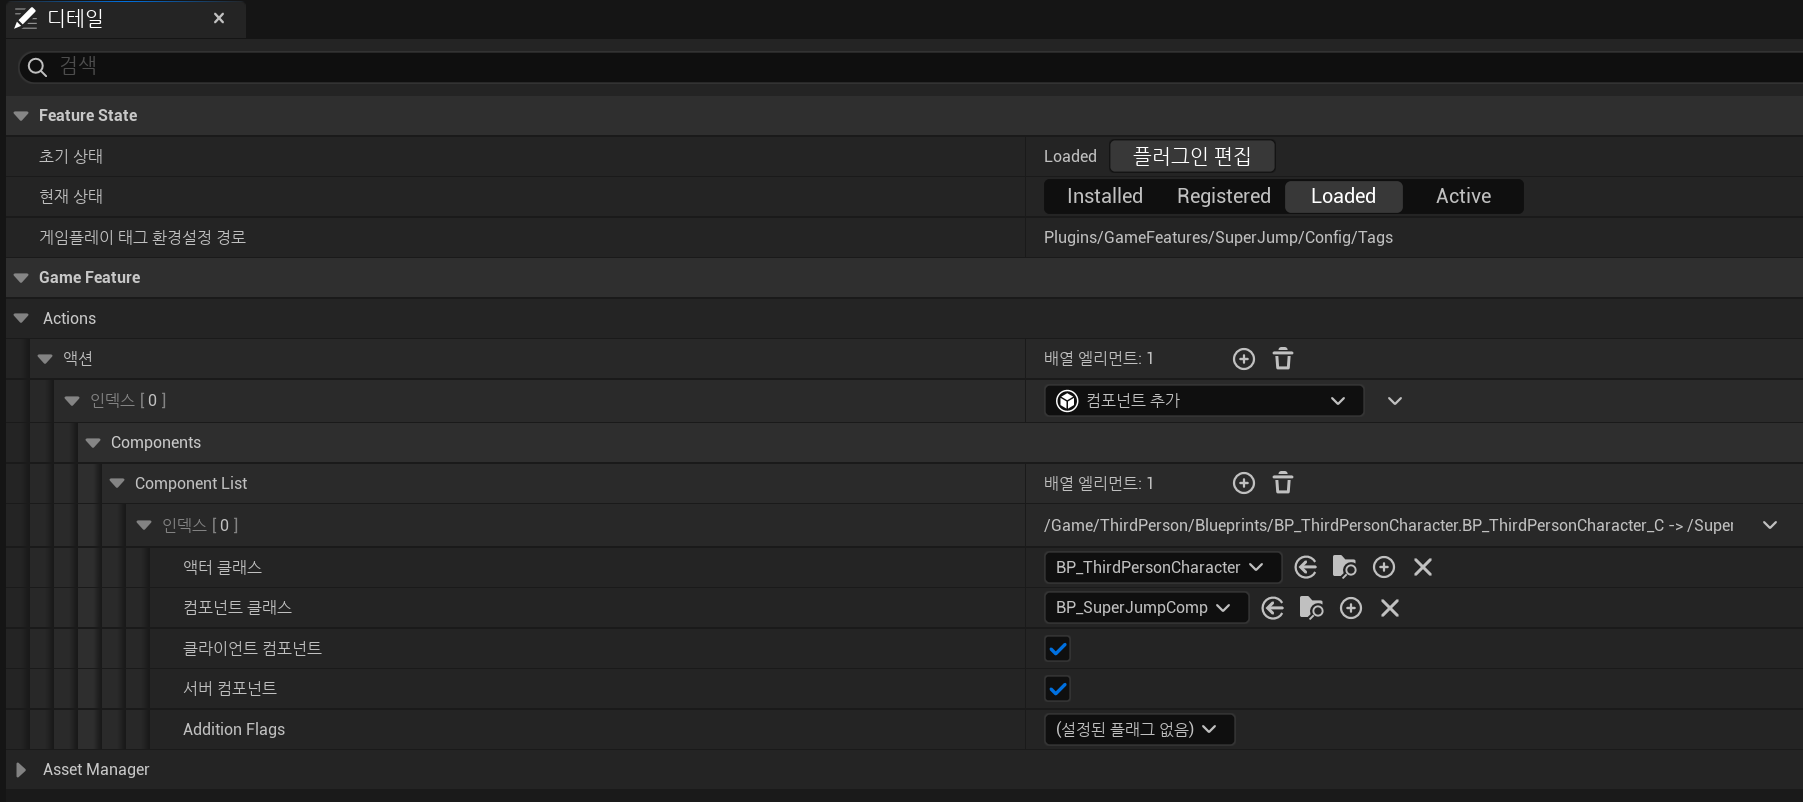 디테일
검색
Feature State
초기 상태 Loaded 플러그인 편집
현재 상태 Installed Registered Loaded Active
게임플레이 태그 환경설정 경로 Plugins/GameFeatures/SuperJump/Config/Tags
Game Feature
Actions
액션 배열 엘리먼트: 1
인덱스 [ 0 ] 컴포넌트 추가
Components
Component List 배열 엘리먼트: 1
인덱스 [ 0 ] /Game/ThirdPerson/Blueprints/BP_ThirdPersonCharacter.BP_ThirdPersonCharacter_C -> /Super
액터 클래스 BP_ThirdPersonCharacter
컴포넌트 클래스 BP_SuperJumpComp
클라이언트 컴포넌트
서버 컴포넌트
Addition Flags (설정된 플래그 없음)
Asset Manager